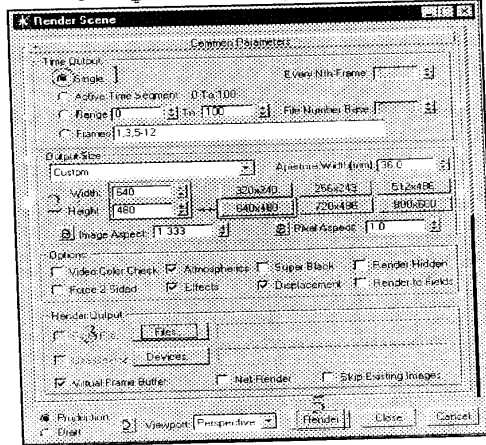 Render Scene
Common Parameters
Time Output
Single
Every Nth Frame
Active Time Segment 0 To 100
Range 0 To 100 File Number Base
Frames 1,3,5-12
Output Size
Custom
Aperture Width(mm): 36.0
Width: 640 320x240 256x243 512x486
Height: 480 640x480 720x486 800x600
Image Aspect: 1.333 Pixel Aspect: 1.0
Options:
Video Color Check Atmospherics Super Black Render Hidden
Force 2-Sided Effects Displacement Render to Fields
Render Output
Files...
Devices...
Virtual Frame Buffer Net Render Skip Existing Images
Production
Draft
Viewport: Perspective Render Close Cancel